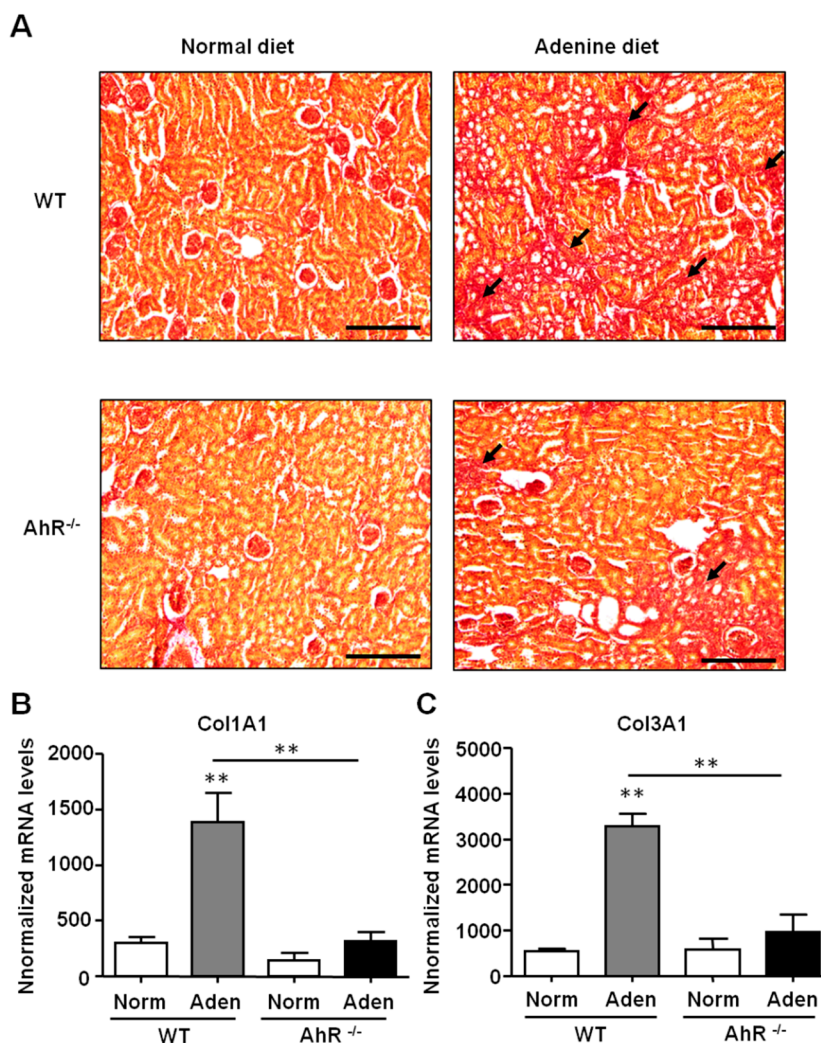 A
Normal diet
Adenine diet
WT
AhR-/-
B
Col1A1
Nnormalized mRNA levels
2000
1500
1000
500
0
**
**
Norm
Aden
Norm
Aden
WT
AhR -/-
C
Col3A1
Nnormalized mRNA levels
5000
4000
3000
2000
1000
0
**
**
Norm
Aden
Norm
Aden
WT
AhR -/-